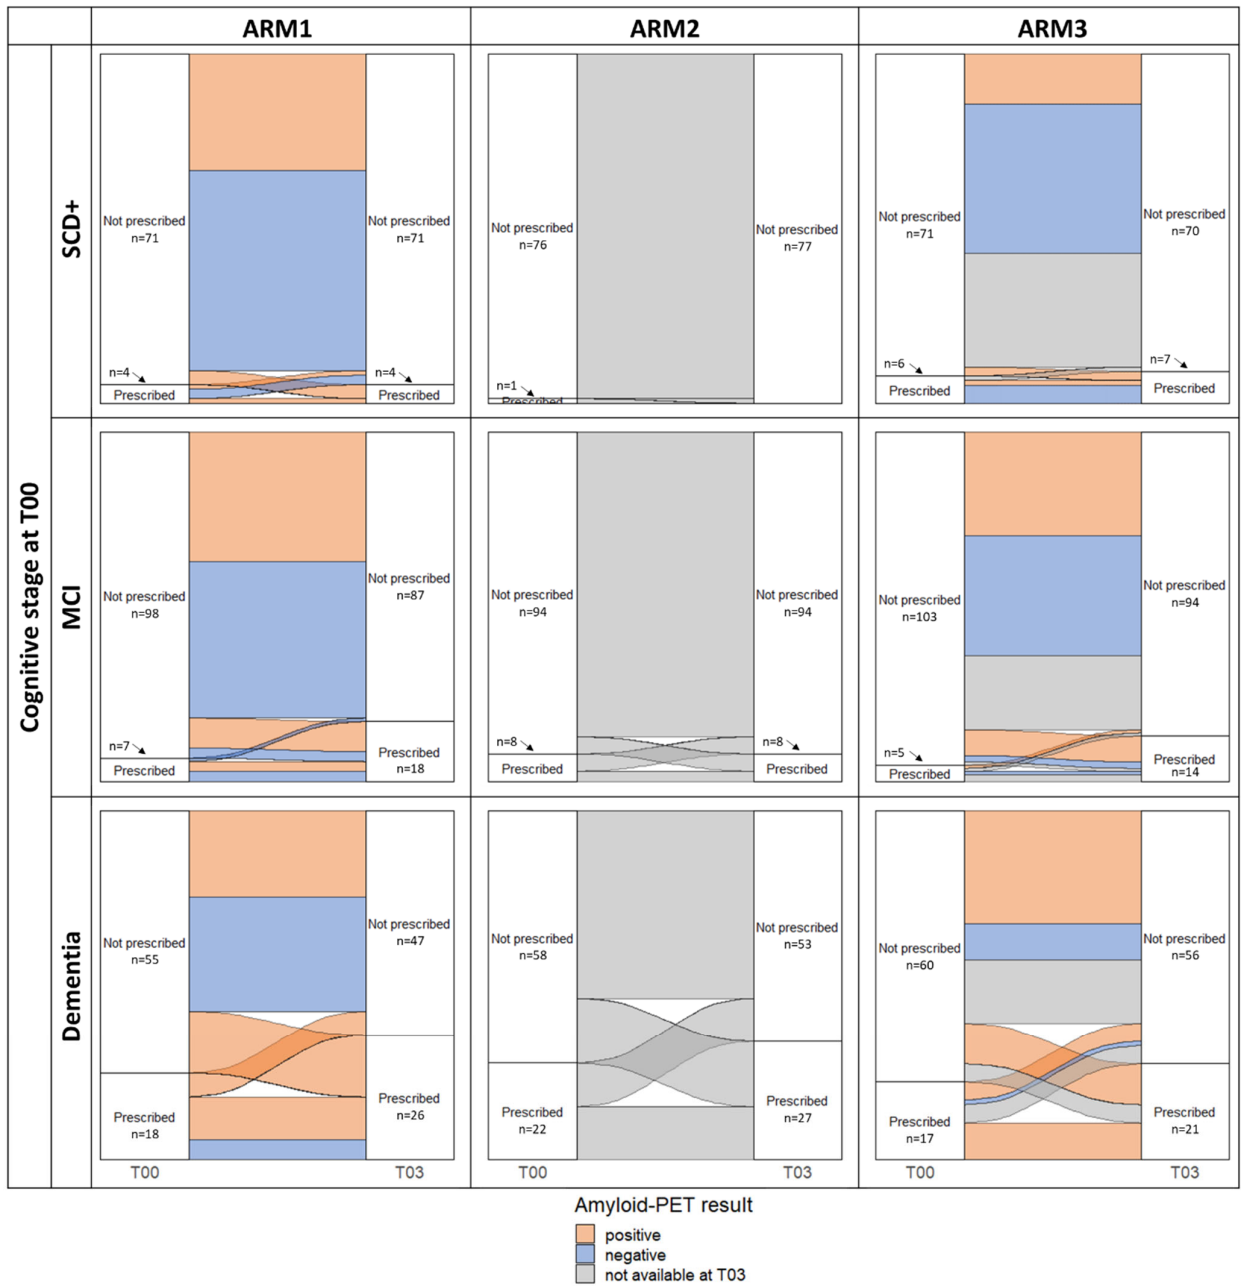 ARM1
ARM2
ARM3
Cognitive stage at T00
SCD+
Not prescribed
n=71
n=4
Prescribed
Not prescribed
n=71
n=4
Prescribed
Not prescribed
n=76
n=1
Prescribed
Not prescribed
n=77
Not prescribed
n=71
n=6
Prescribed
Not prescribed
n=70
n=7
Prescribed
MCI
Not prescribed
n=98
n=7
Prescribed
Not prescribed
n=87
Prescribed
n=18
Not prescribed
n=94
n=8
Prescribed
Not prescribed
n=94
n=8
Prescribed
Not prescribed
n=103
n=5
Prescribed
Not prescribed
n=94
Prescribed
n=14
Dementia
Not prescribed
n=55
Prescribed
n=18
Not prescribed
n=47
Prescribed
n=26
Not prescribed
n=58
Prescribed
n=22
Not prescribed
n=53
Prescribed
n=27
Not prescribed
n=60
Prescribed
n=17
Not prescribed
n=56
Prescribed
n=21
T00
T03
T00
T03
T00
T03
Amyloid-PET result
positive
negative
not available at T03